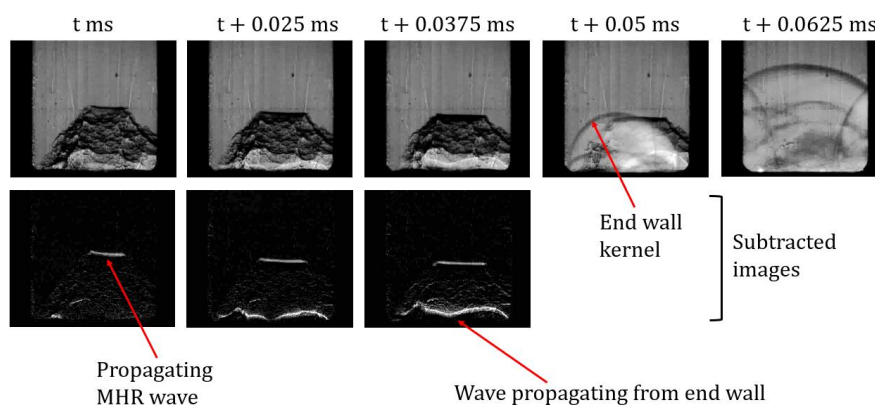 t ms
t + 0.025 ms
t + 0.0375 ms
t + 0.05 ms
t + 0.0625 ms
End wall
kernel
Subtracted
images
Propagating
MHR wave
Wave propagating from end wall